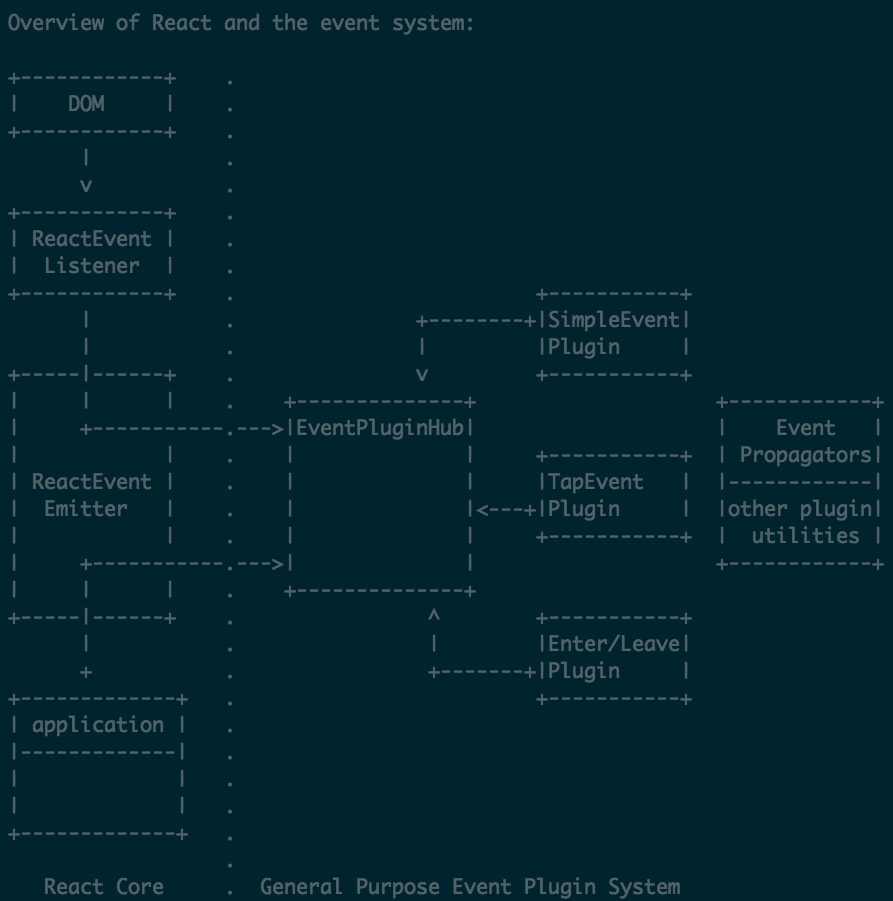 Overview of React and the event system:
DOM
ReactEvent
Listener
SimpleEvent
Plugin
EventPluginHub
Event
Propagators
ReactEvent
Emitter
TapEvent
Plugin
other plugin
utilities
Enter/Leave
Plugin
application
React Core
General Purpose Event Plugin System